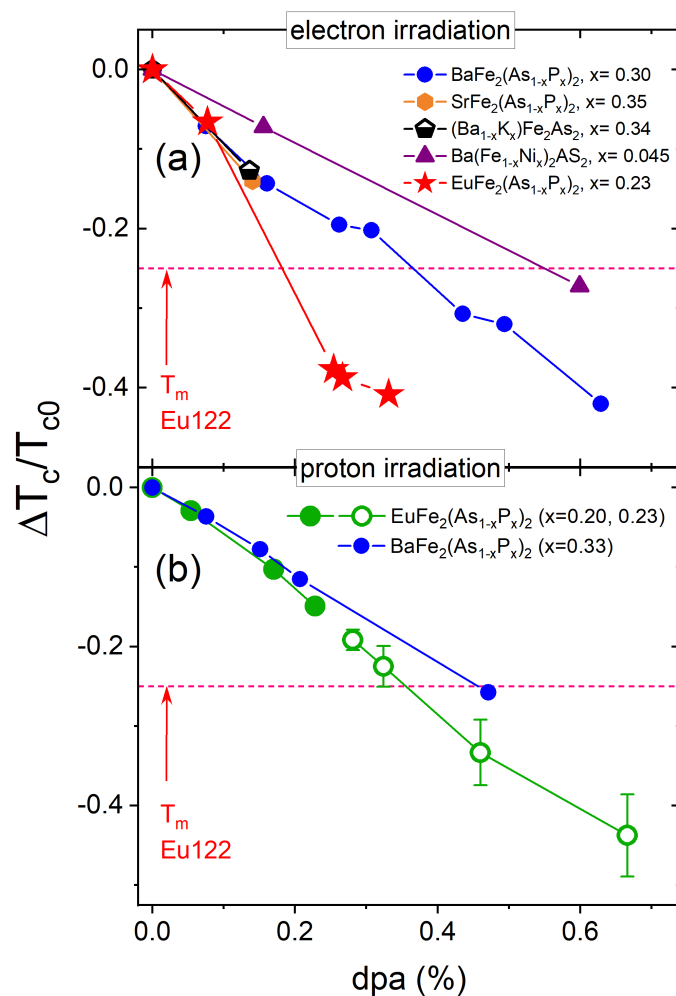 electron irradiation
0.0
-0.2
-0.4
BaFe₂(As₁₋ₓPₓ)₂, x= 0.30
SrFe₂(As₁₋ₓPₓ)₂, x= 0.35
(Ba₁₋ₓKₓ)Fe₂As₂, x= 0.34
Ba(Fe₁₋ₓNiₓ)₂AS₂, x= 0.045
EuFe₂(As₁₋ₓPₓ)₂, x= 0.23
(a)
Tₘ
Eu122
ΔT_c/T_c0
proton irradiation
0.0
-0.2
-0.4
EuFe₂(As₁₋ₓPₓ)₂ (x=0.20, 0.23)
BaFe₂(As₁₋ₓPₓ)₂ (x=0.33)
(b)
Tₘ
Eu122
0.0 0.2 0.4 0.6
dpa (%)